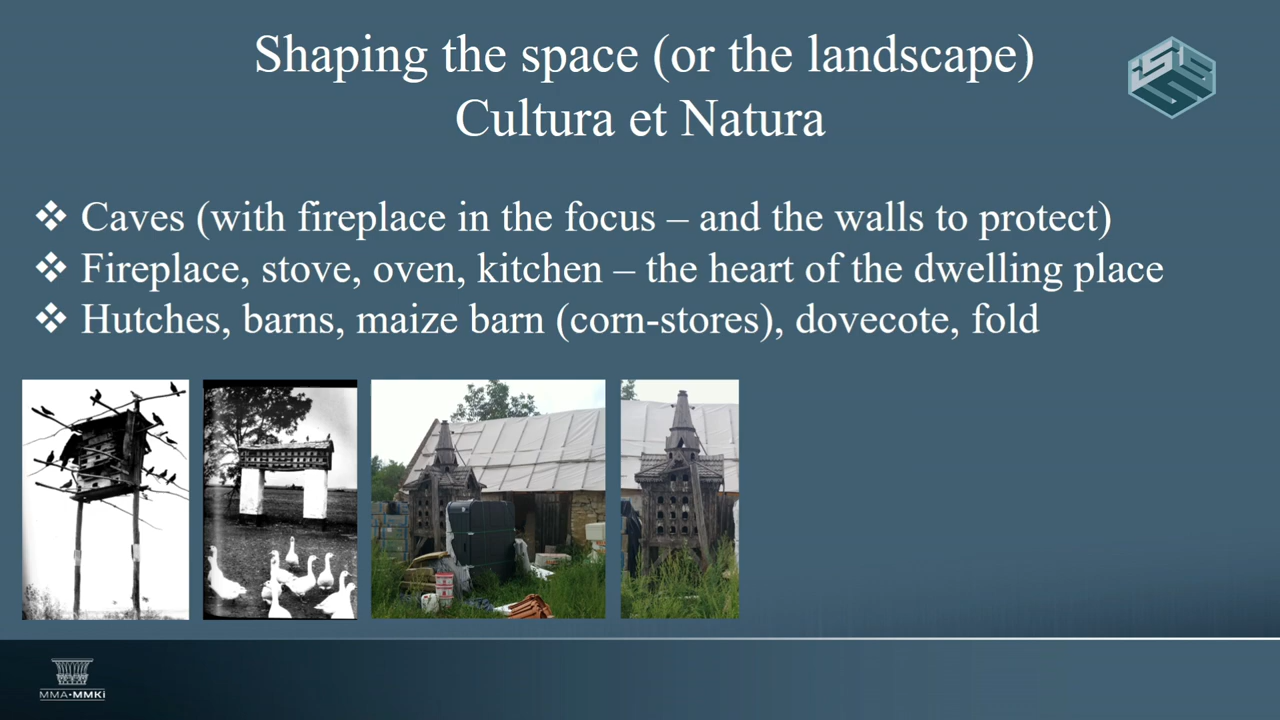 Shaping the space (or the landscape)
Cultura et Natura
❖ Caves (with fireplace in the focus – and the walls to protect)
❖ Fireplace, stove, oven, kitchen – the heart of the dwelling place
❖ Hutches, barns, maize barn (corn-stores), dovecote, fold
MMA•MMKI